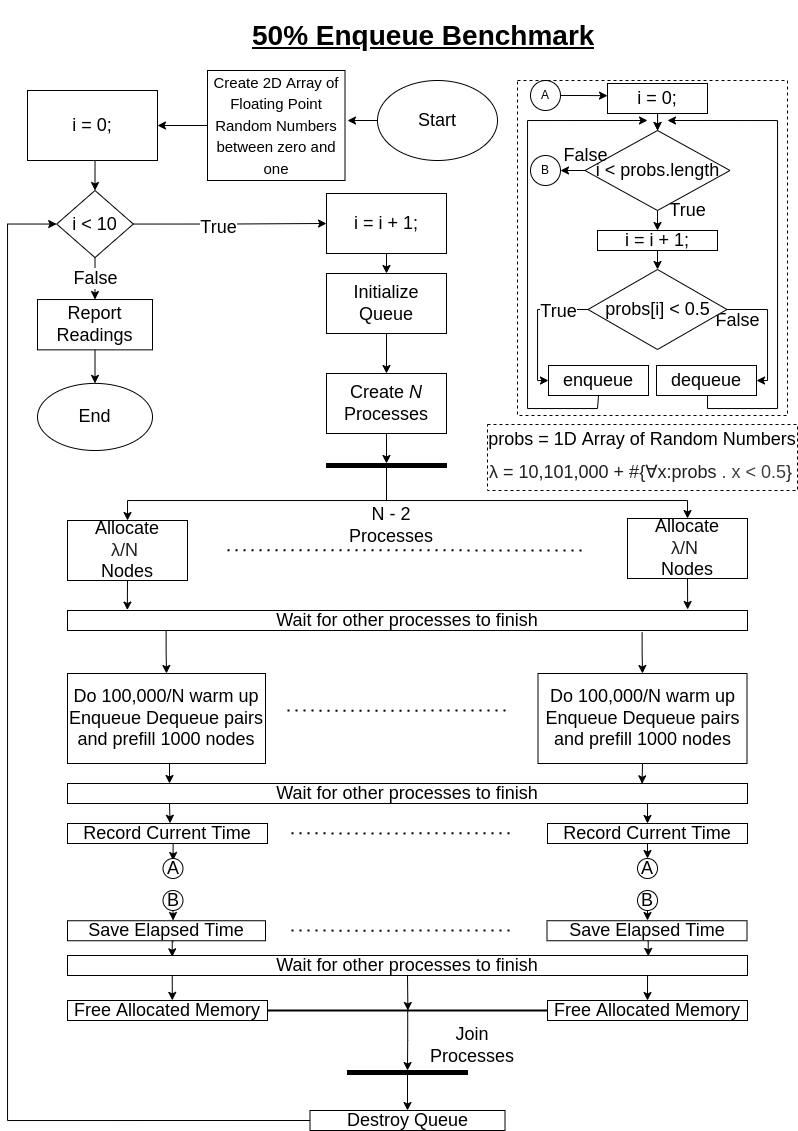 50% Enqueue Benchmark
Start
Create 2D Array of
Floating Point
Random Numbers
between zero and
one
i = 0;
i < 10
True
False
Report
Readings
End
i = i + 1;
Initialize
Queue
Create N
Processes
A
i = 0;
B
False
i < probs.length
True
i = i + 1;
True
probs[i] < 0.5
False
enqueue
dequeue
probs = 1D Array of Random Numbers
λ = 10,101,000 + #{∀x:probs . x < 0.5}
N - 2
Processes
Allocate
λ/N
Nodes
Allocate
λ/N
Nodes
Wait for other processes to finish
Do 100,000/N warm up
Enqueue Dequeue pairs
and prefill 1000 nodes
Do 100,000/N warm up
Enqueue Dequeue pairs
and prefill 1000 nodes
Wait for other processes to finish
Record Current Time
Record Current Time
A
A
B
B
Save Elapsed Time
Save Elapsed Time
Wait for other processes to finish
Free Allocated Memory
Free Allocated Memory
Join
Processes
Destroy Queue